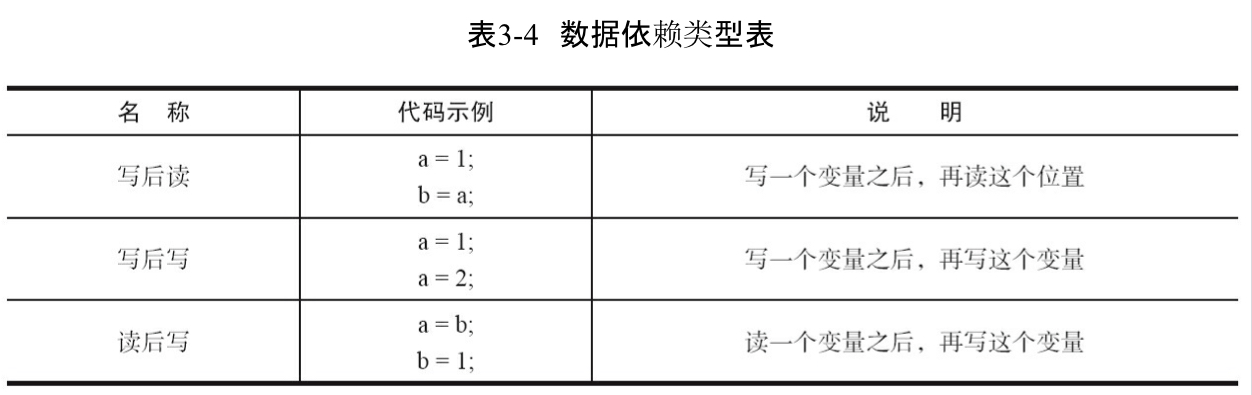 表3-4 数据依赖类型表
名 称 代码示例 说 明
写后读 a = 1; 写一个变量之后，再读这个位置
b = a;
写后写 a = 1; 写一个变量之后，再写这个变量
a = 2;
读后写 a = b; 读一个变量之后，再写这个变量
b = 1;